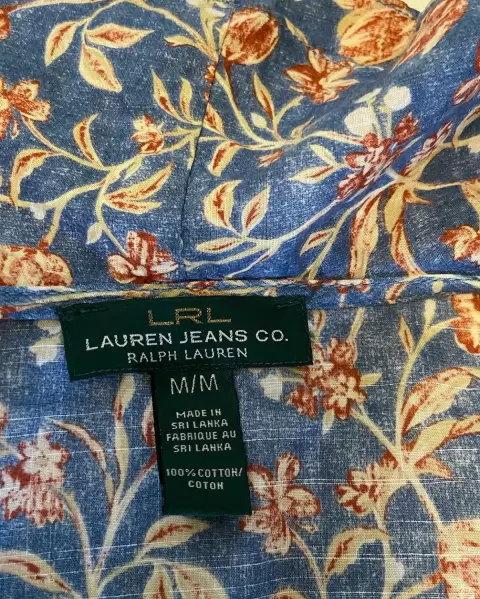 LRL
LAUREN JEANS CO.
RALPH LAUREN
M/M
MADE IN
SRI LANKA
FABRIQUE AU
SRI LANKA
100% COTTON/
COTON